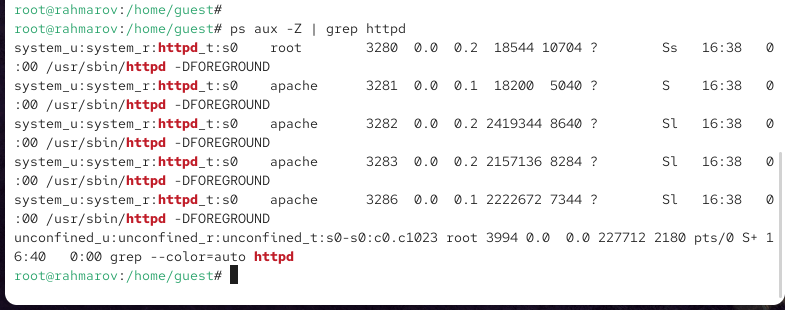 root@rahmarov:/home/guest#
root@rahmarov:/home/guest# ps aux -Z | grep httpd
system_u:system_r:httpd_t:s0    root        3280  0.0  0.2  18544 10704 ?        Ss   16:38   0
:00 /usr/sbin/httpd -DFOREGROUND
system_u:system_r:httpd_t:s0    apache      3281  0.0  0.1  18200  5040 ?        S    16:38   0
:00 /usr/sbin/httpd -DFOREGROUND
system_u:system_r:httpd_t:s0    apache      3282  0.0  0.2 2419344 8640 ?        Sl   16:38   0
:00 /usr/sbin/httpd -DFOREGROUND
system_u:system_r:httpd_t:s0    apache      3283  0.0  0.2 2157136 8284 ?        Sl   16:38   0
:00 /usr/sbin/httpd -DFOREGROUND
system_u:system_r:httpd_t:s0    apache      3286  0.0  0.1 2222672 7344 ?        Sl   16:38   0
:00 /usr/sbin/httpd -DFOREGROUND
unconfined_u:unconfined_r:unconfined_t:s0-s0:c0.c1023 root 3994 0.0  0.0 227712 2180 pts/0 S+ 1
6:40   0:00 grep --color=auto httpd
root@rahmarov:/home/guest#